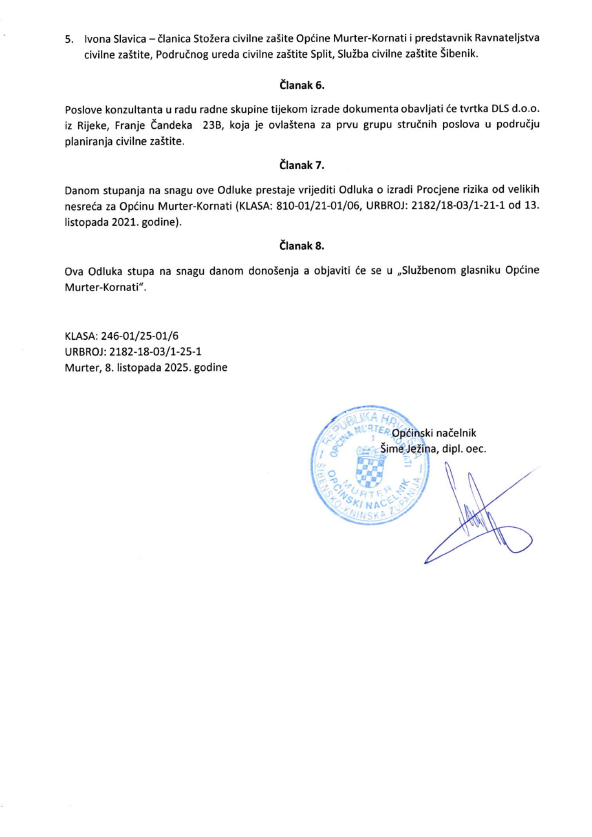 5. Ivona Slavica – članica Stožera civilne zašite Općine Murter-Kornati i predstavnik Ravnateljstva
civilne zaštite, Područnog ureda civilne zaštite Split, Služba civilne zaštite Šibenik.
Članak 6.
Poslove konzultanta u radu radne skupine tijekom izrade dokumenta obavljati će tvrtka DLS d.o.o.
iz Rijeke, Franje Čandeka 23B, koja je ovlaštena za prvu grupu stručnih poslova u području
planiranja civilne zaštite.
Članak 7.
Danom stupanja na snagu ove Odluke prestaje vrijediti Odluka o izradi Procjene rizika od velikih
nesreća za Općinu Murter-Kornati (KLASA: 810-01/21-01/06, URBROJ: 2182/18-03/1-21-1 od 13.
listopada 2021. godine).
Članak 8.
Ova Odluka stupa na snagu danom donošenja a objaviti će se u „Službenom glasniku Općine
Murter-Kornati“.
KLASA: 246-01/25-01/6
URBROJ: 2182-18-03/1-25-1
Murter, 8. listopada 2025. godine
Općinski načelnik
Šime Ježina, dipl. oec.
REPUBLIKA HRVATSKA
ŠIBENSKO-KNINSKA ŽUPANIJA
OPĆINA MURTER-KORNATI
OPĆINSKI NAČELNIK
MURTER
1